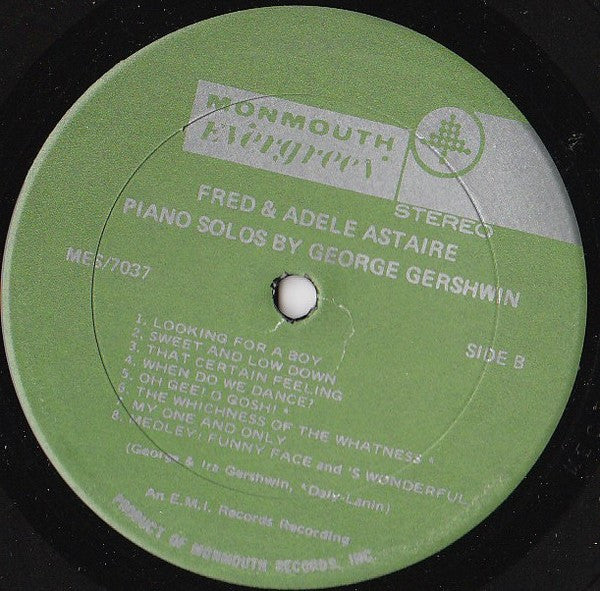 MONMOUTH
Evergreen
STEREO
FRED & ADELE ASTAIRE
PIANO SOLOS BY GEORGE GERSHWIN
MES/7037
SIDE B
1. LOOKING FOR A BOY
2. SWEET AND LOW DOWN
3. THAT CERTAIN FEELING
4. WHEN DO WE DANCE?
5. OH GEE! O GOSH! *
6. THE WHICHNESS OF THE WHATNESS *
7. MY ONE AND ONLY
8. MEDLEY: FUNNY FACE and 'S WONDERFUL
(George & Ira Gershwin, *Daly-Lanin)
An E.M.I. Records Recording
PRODUCT OF MONMOUTH RECORDS, INC.